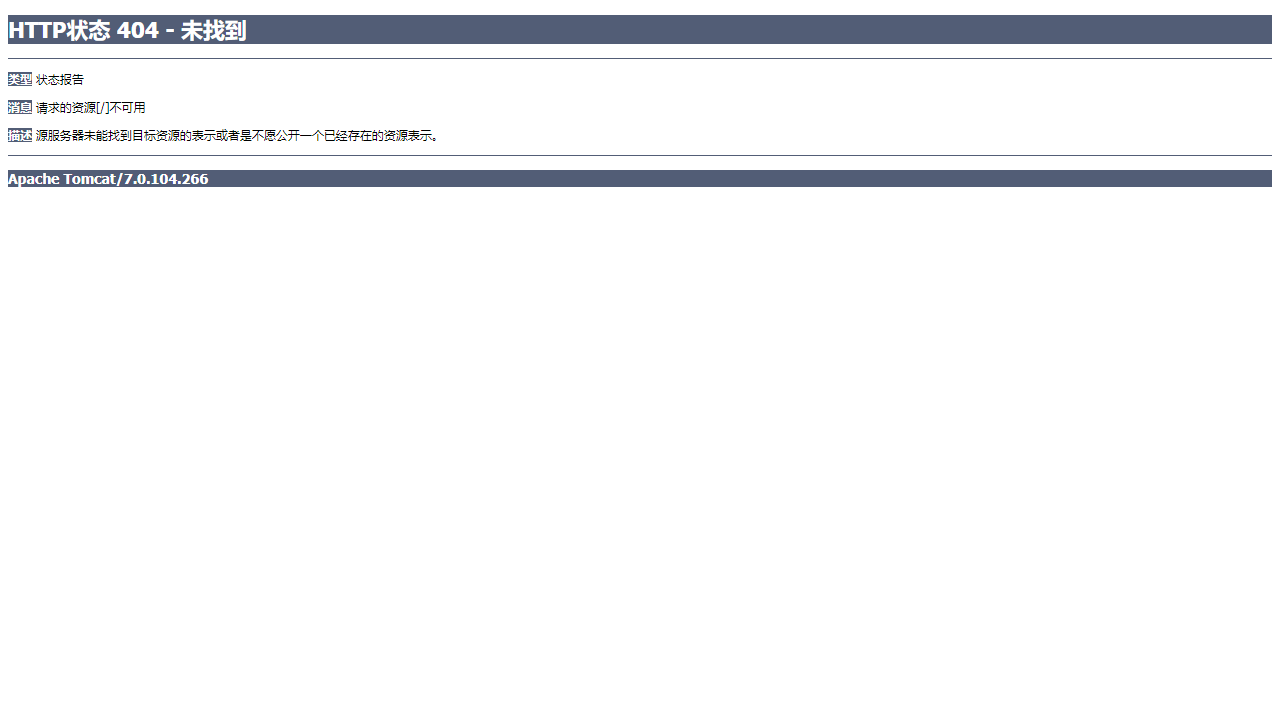 HTTP状态 404 - 未找到
类型 状态报告
消息 请求的资源[/]不可用
描述 源服务器未能找到目标资源的表示或者是不愿公开一个已经存在的资源表示。
Apache Tomcat/7.0.104.266